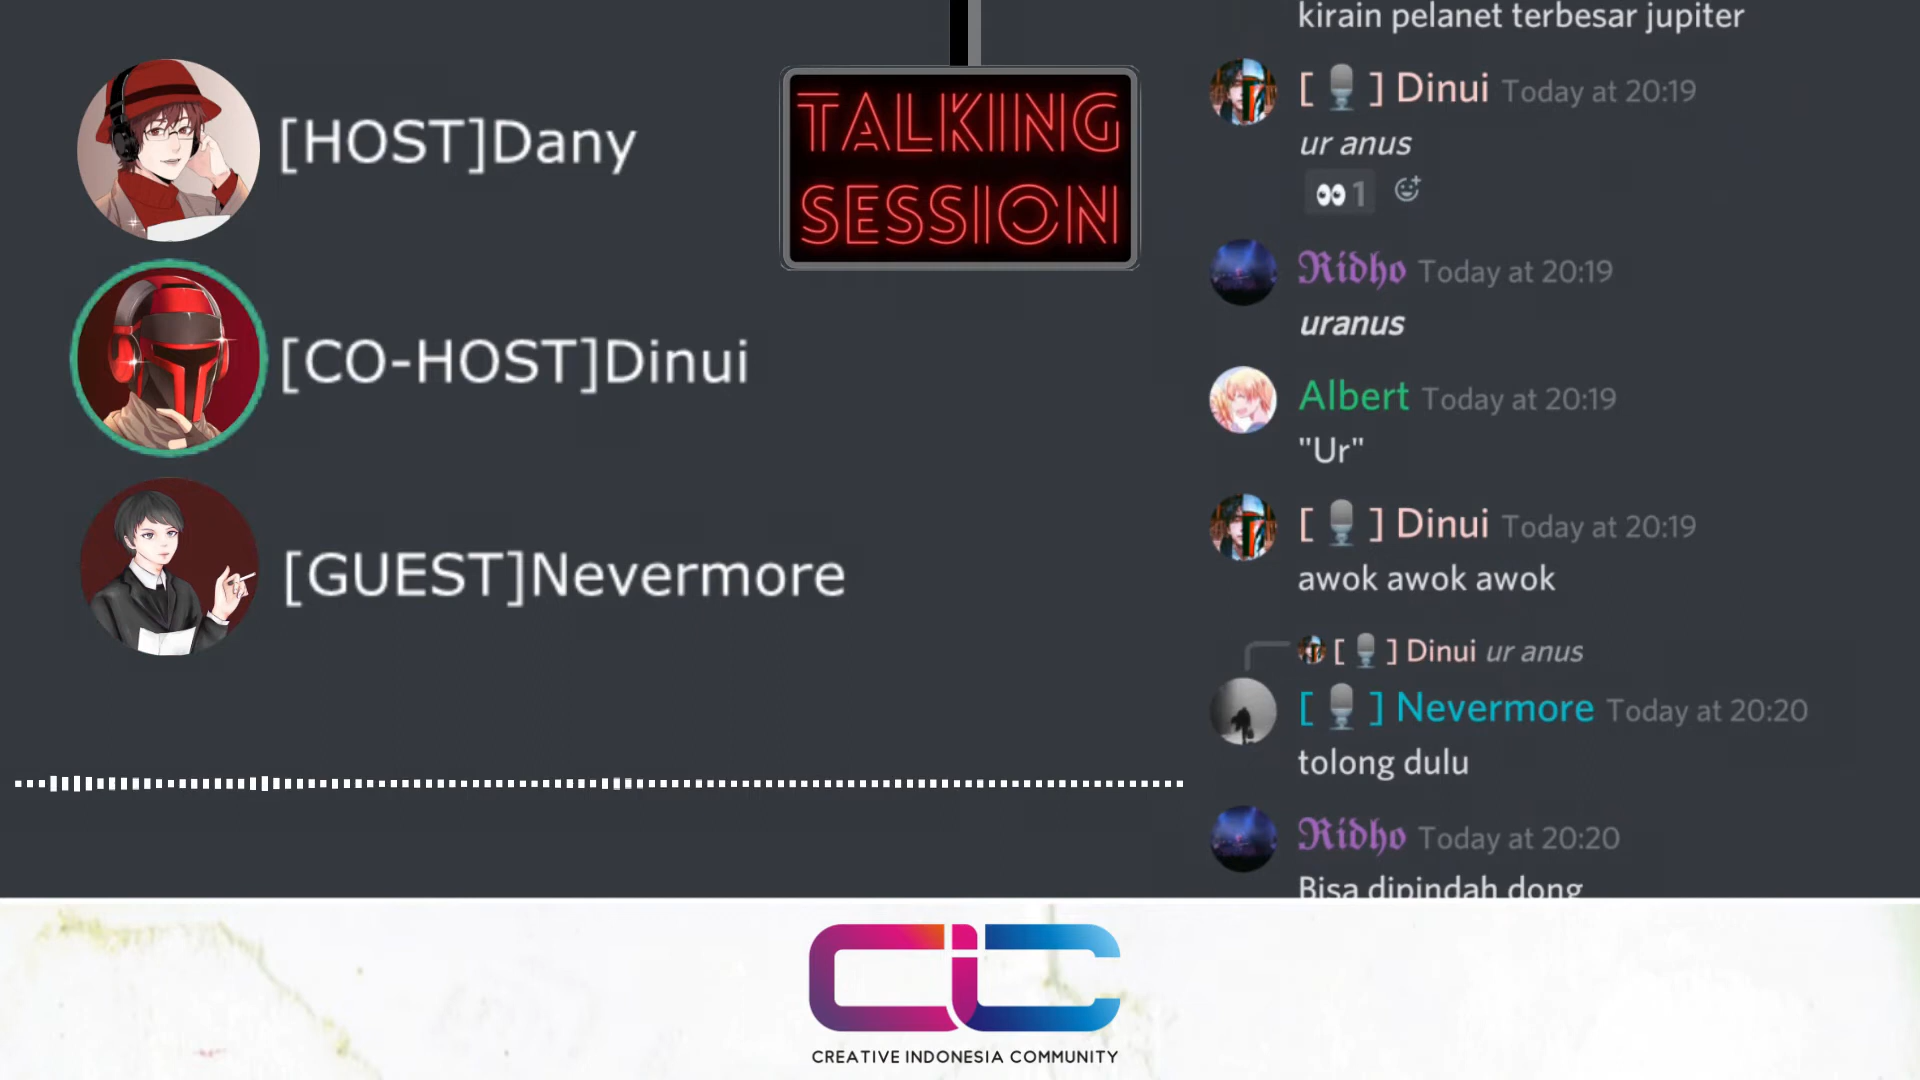 [HOST]Dany
[CO-HOST]Dinui
[GUEST]Nevermore
TALKING
SESSION
kirain pelanet terbesar jupiter
[🎙️] Dinui Today at 20:19
ur anus
👀 1
Ridho Today at 20:19
uranus
Albert Today at 20:19
"Ur"
[🎙️] Dinui Today at 20:19
awok awok awok
[🎙️] Dinui ur anus
[🎙️] Nevermore Today at 20:20
tolong dulu
Ridho Today at 20:20
Bisa dipindah dong
CiC
CREATIVE INDONESIA COMMUNITY